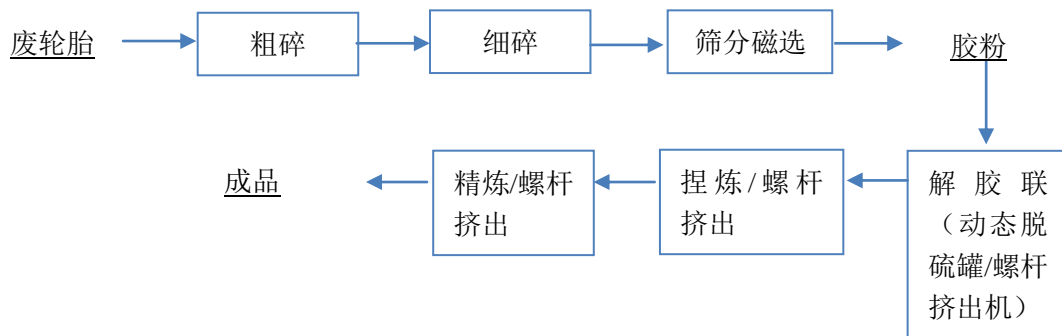 废轮胎
粗碎
细碎
筛分磁选
胶粉
解胶联
（动态脱
硫罐/螺杆
挤出机）
捏炼/螺杆
挤出
精炼/螺杆
挤出
成品